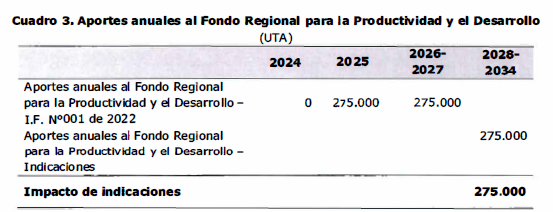 Cuadro 3. Aportes anuales al Fondo Regional para la Productividad y el Desarrollo
(UTA)
2024 2025 2026-2027 2028-2034
Aportes anuales al Fondo Regional
para la Productividad y el Desarrollo –
I.F. Nº001 de 2022 0 275.000 275.000
Aportes anuales al Fondo Regional
para la Productividad y el Desarrollo –
Indicaciones 275.000
Impacto de indicaciones 275.000